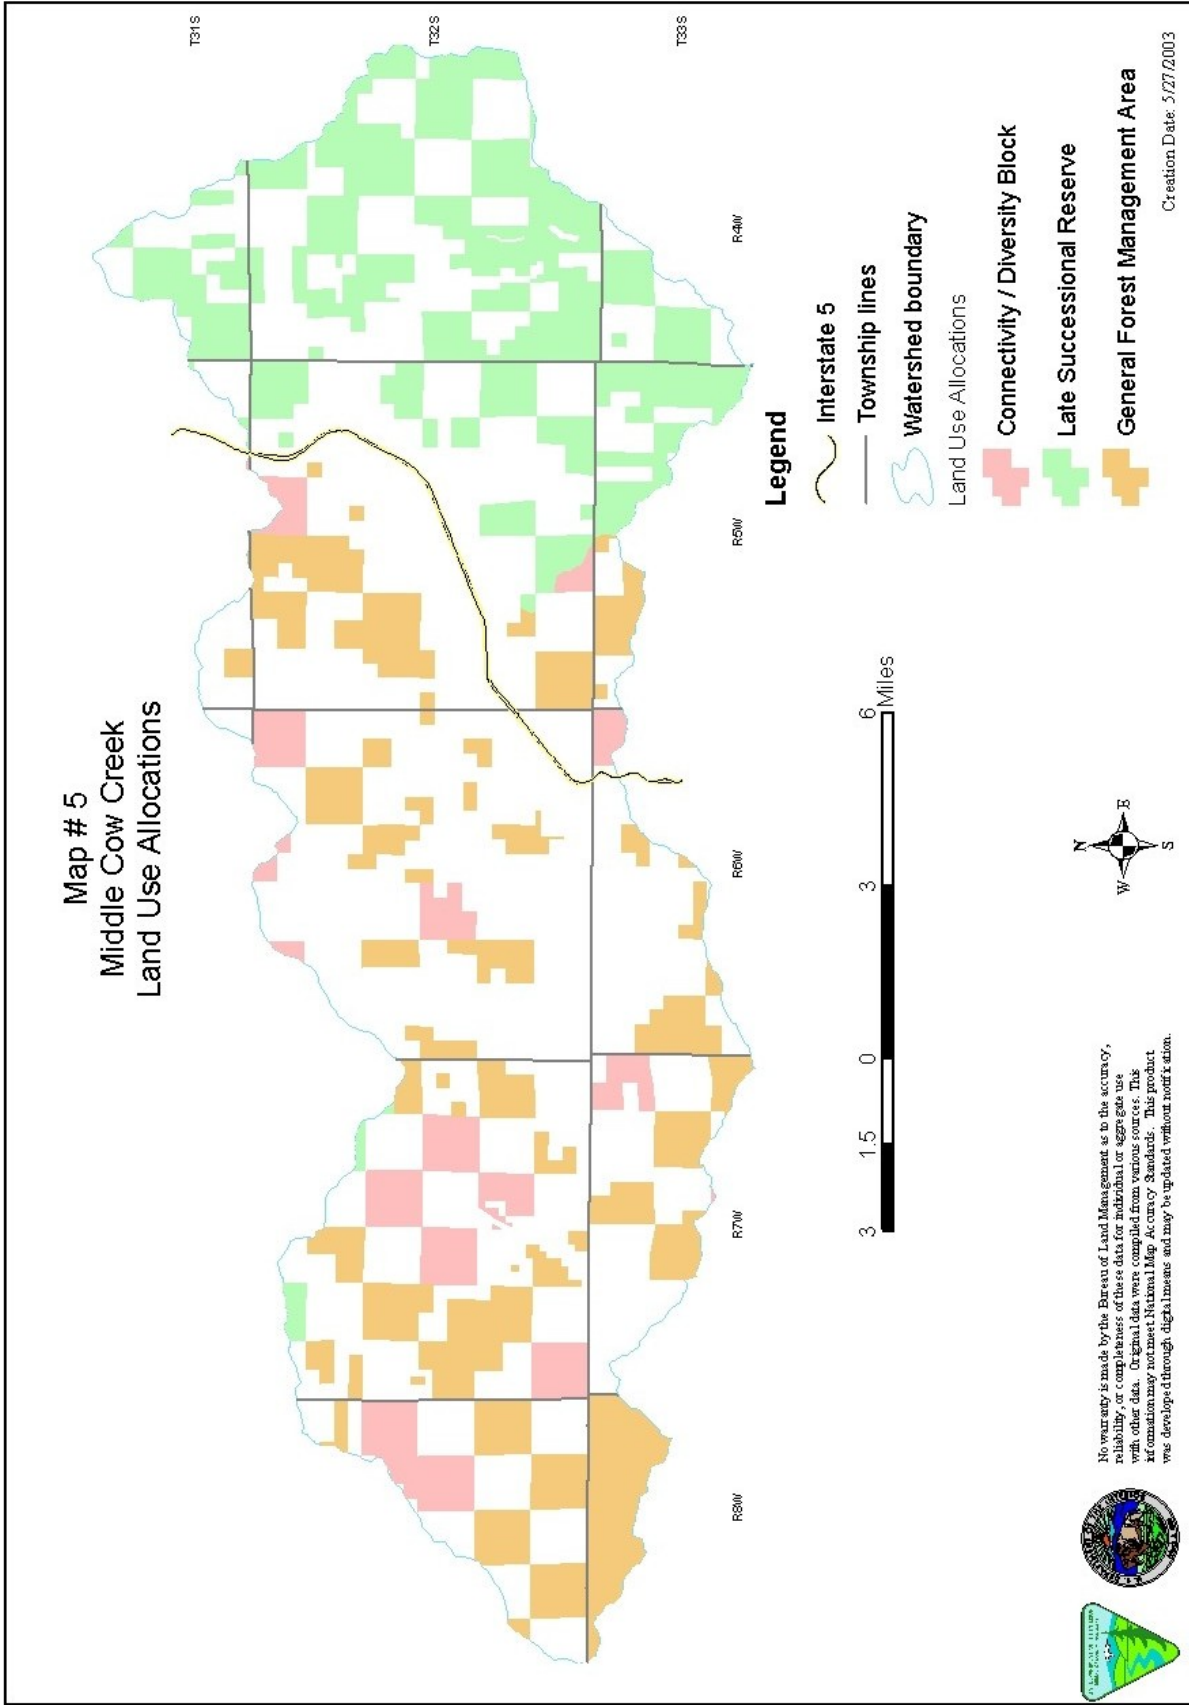 Map # 5
Middle Cow Creek
Land Use Allocations
T31S
T32S
T33S
R8W
R7W
R6W
R5W
R4W
3 1.5 0 3 6
Miles
N
W E
S
Legend
Interstate 5
Township lines
Watershed boundary
Land Use Allocations
Connectivity / Diversity Block
Late Successional Reserve
General Forest Management Area
No warranty is made by the Bureau of Land Management as to the accuracy,
reliability, or completeness of these data for individual or aggregate use
with other data. Original data were compiled from various sources. This
information may not meet National Map Accuracy Standards. This product
was developed through digital means and may be updated without notification.
Creation Date: 5/27/2003